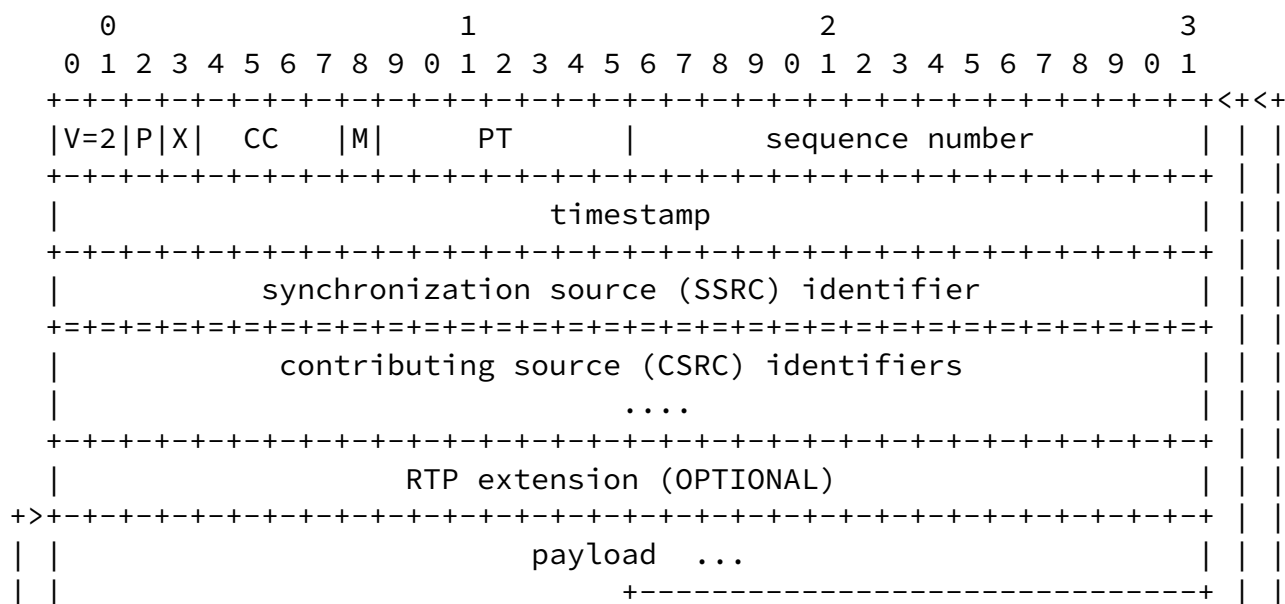 0                   1                   2                   3
   0 1 2 3 4 5 6 7 8 9 0 1 2 3 4 5 6 7 8 9 0 1 2 3 4 5 6 7 8 9 0 1
  +-+-+-+-+-+-+-+-+-+-+-+-+-+-+-+-+-+-+-+-+-+-+-+-+-+-+-+-+-+-+-+-+<+<+
  |V=2|P|X|  CC   |M|     PT      |       sequence number         | | |
  +-+-+-+-+-+-+-+-+-+-+-+-+-+-+-+-+-+-+-+-+-+-+-+-+-+-+-+-+-+-+-+-+ | |
  |                           timestamp                           | | |
  +-+-+-+-+-+-+-+-+-+-+-+-+-+-+-+-+-+-+-+-+-+-+-+-+-+-+-+-+-+-+-+-+ | |
  |           synchronization source (SSRC) identifier            | | |
  +=+=+=+=+=+=+=+=+=+=+=+=+=+=+=+=+=+=+=+=+=+=+=+=+=+=+=+=+=+=+=+=+ | |
  |            contributing source (CSRC) identifiers             | | |
  |                               ....                            | | |
  +-+-+-+-+-+-+-+-+-+-+-+-+-+-+-+-+-+-+-+-+-+-+-+-+-+-+-+-+-+-+-+-+ | |
  |                   RTP extension (OPTIONAL)                    | | |
+>+-+-+-+-+-+-+-+-+-+-+-+-+-+-+-+-+-+-+-+-+-+-+-+-+-+-+-+-+-+-+-+-+ | |
| |                          payload  ...                         | | |
| |                               +-------------------------------+ | |